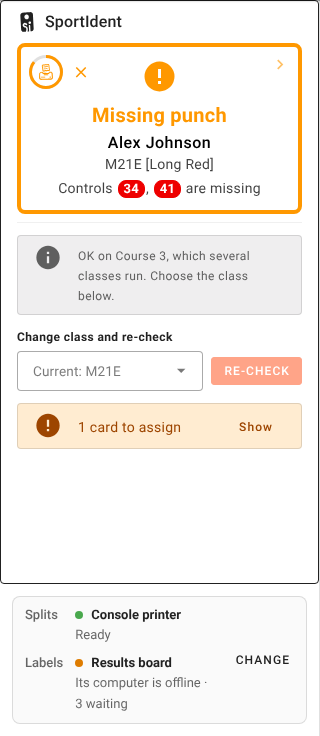 SportIdent
Missing punch
Alex Johnson
M21E [Long Red]
Controls 34, 41 are missing
OK on Course 3, which several
classes run. Choose the class
below.
Change class and re-check
Current: M21E
RE-CHECK
1 card to assign
Show
Splits
Console printer
Ready
Labels
Results board
Its computer is offline ·
3 waiting
CHANGE